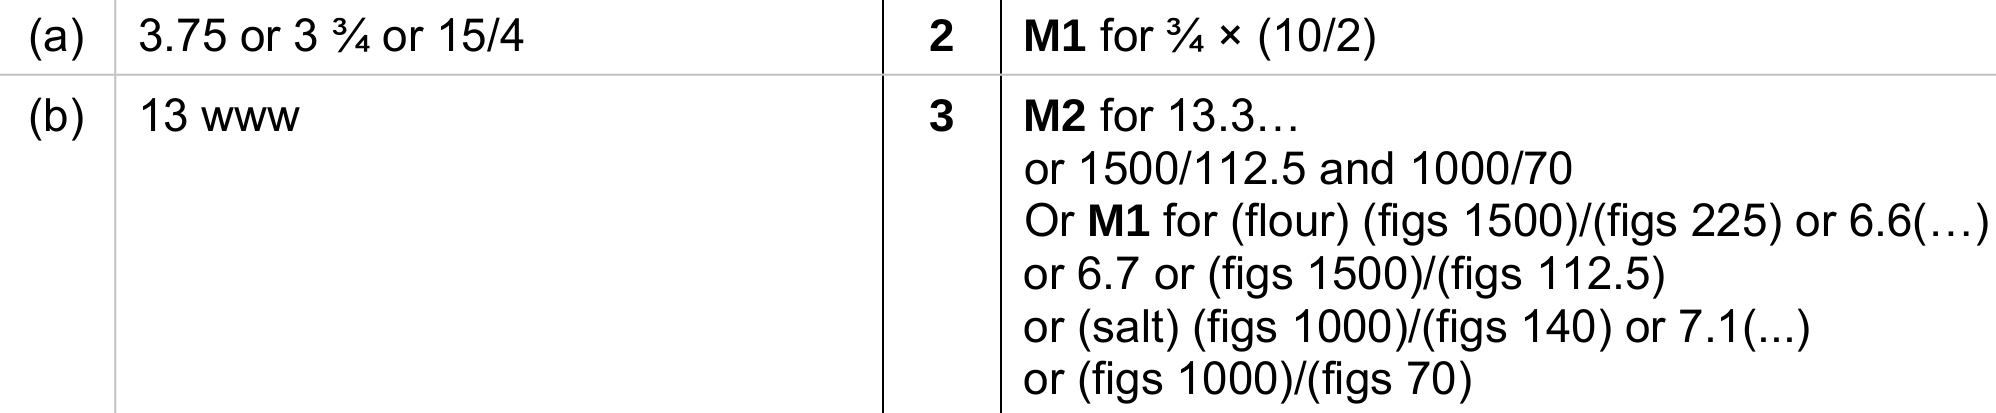 (a) 3.75 or 3 ¾ or 15/4 2 M1 for ¾ × (10/2)
(b) 13 www 3 M2 for 13.3…
or 1500/112.5 and 1000/70
Or M1 for (flour) (figs 1500)/(figs 225) or 6.6(…)
or 6.7 or (figs 1500)/(figs 112.5)
or (salt) (figs 1000)/(figs 140) or 7.1(...)
or (figs 1000)/(figs 70)